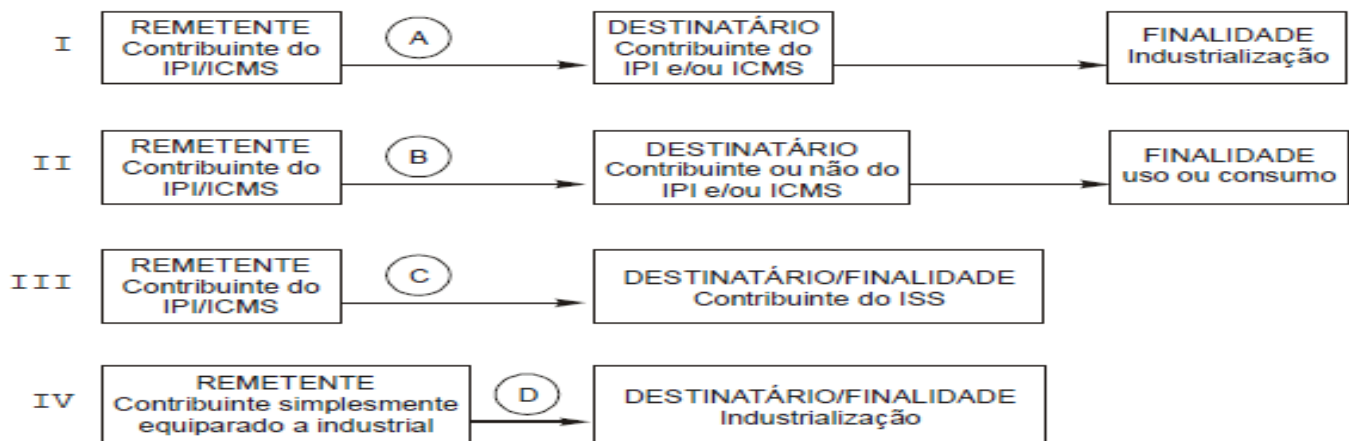 I
REMETENTE
Contribuinte do
IPI/ICMS
A
DESTINATÁRIO
Contribuinte do
IPI e/ou ICMS
FINALIDADE
Industrialização
II
REMETENTE
Contribuinte do
IPI/ICMS
B
DESTINATÁRIO
Contribuinte ou não do
IPI e/ou ICMS
FINALIDADE
uso ou consumo
III
REMETENTE
Contribuinte do
IPI/ICMS
C
DESTINATÁRIO/FINALIDADE
Contribuinte do ISS
IV
REMETENTE
Contribuinte simplesmente
equiparado a industrial
D
DESTINATÁRIO/FINALIDADE
Industrialização